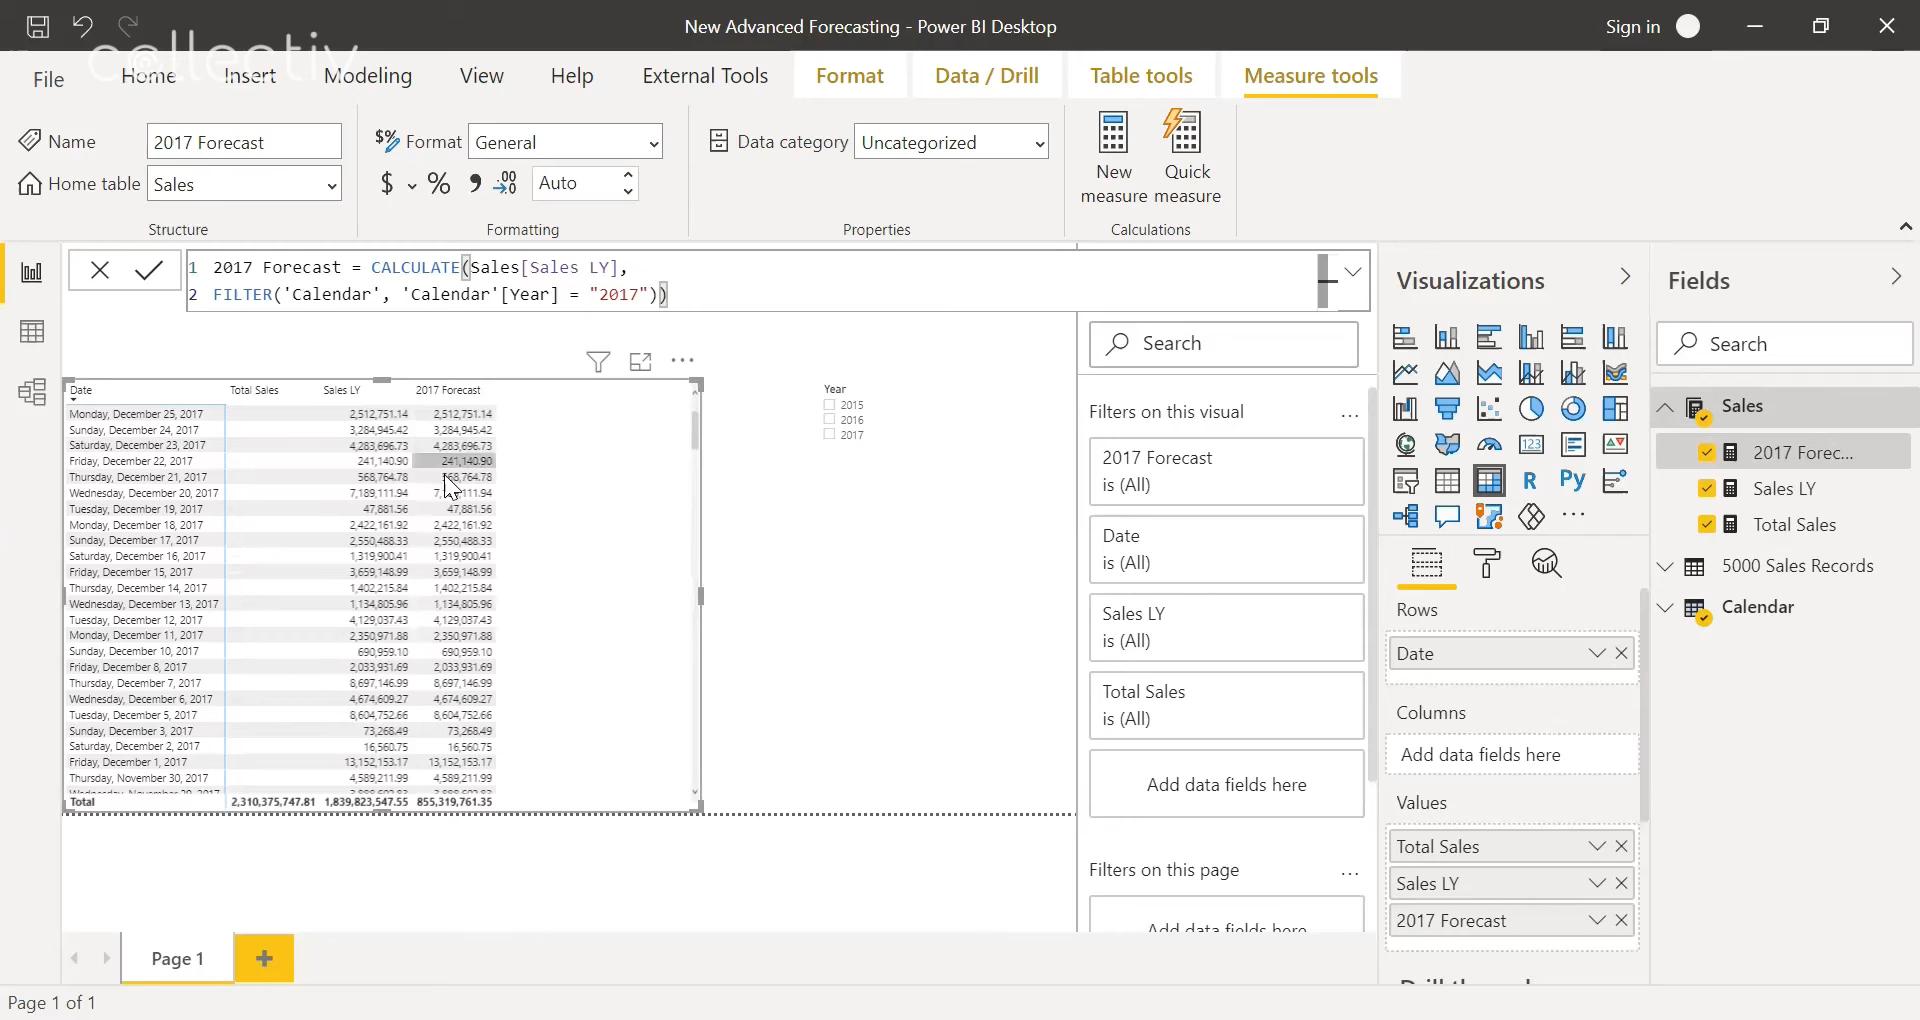 New Advanced Forecasting - Power BI Desktop
Sign in
collectiv
File Home Insert Modeling View Help External Tools Format Data / Drill Table tools Measure tools
Name 2017 Forecast
Home table Sales
Structure
$% Format General
$ % 9 .00 Auto
Formatting
Data category Uncategorized
Properties
New measure
Quick measure
Calculations
1 2017 Forecast = CALCULATE(Sales[Sales LY],
2 FILTER('Calendar', 'Calendar'[Year] = "2017"))
Date Total Sales Sales LY 2017 Forecast
Monday, December 25, 2017 2,512,751.14 2,512,751.14
Sunday, December 24, 2017 3,284,945.42 3,284,945.42
Saturday, December 23, 2017 4,283,696.73 4,283,696.73
Friday, December 22, 2017 241,140.90 241,140.90
Thursday, December 21, 2017 568,764.78 568,764.78
Wednesday, December 20, 2017 7,189,111.94
Tuesday, December 19, 2017 47,881.56 47,881.56
Monday, December 18, 2017 2,422,161.92 2,422,161.92
Sunday, December 17, 2017 2,550,488.33 2,550,488.33
Saturday, December 16, 2017 1,319,900.41 1,319,900.41
Friday, December 15, 2017 3,659,148.99 3,659,148.99
Thursday, December 14, 2017 1,402,215.84 1,402,215.84
Wednesday, December 13, 2017 1,134,805.96 1,134,805.96
Tuesday, December 12, 2017 4,129,037.43 4,129,037.43
Monday, December 11, 2017 2,350,971.88 2,350,971.88
Sunday, December 10, 2017 690,959.10 690,959.10
Friday, December 8, 2017 2,033,931.69 2,033,931.69
Thursday, December 7, 2017 8,697,146.99 8,697,146.99
Wednesday, December 6, 2017 4,674,609.27 4,674,609.27
Tuesday, December 5, 2017 8,604,752.66 8,604,752.66
Sunday, December 3, 2017 73,268.49 73,268.49
Saturday, December 2, 2017 16,560.75 16,560.75
Friday, December 1, 2017 13,152,153.17 13,152,153.17
Thursday, November 30, 2017 4,589,211.99 4,589,211.99
Total 2,310,375,747.81 1,839,823,547.55 855,319,761.35
Year
2015
2016
2017
Search
Filters on this visual ...
2017 Forecast
is (All)
Date
is (All)
Sales LY
is (All)
Total Sales
is (All)
Add data fields here
Filters on this page ...
Add data fields here
Visualizations
123
R Py
...
Rows
Date
Columns
Add data fields here
Values
Total Sales
Sales LY
2017 Forecast
Fields
Search
Sales
2017 Forec...
Sales LY
Total Sales
5000 Sales Records
Calendar
Page 1
Page 1 of 1